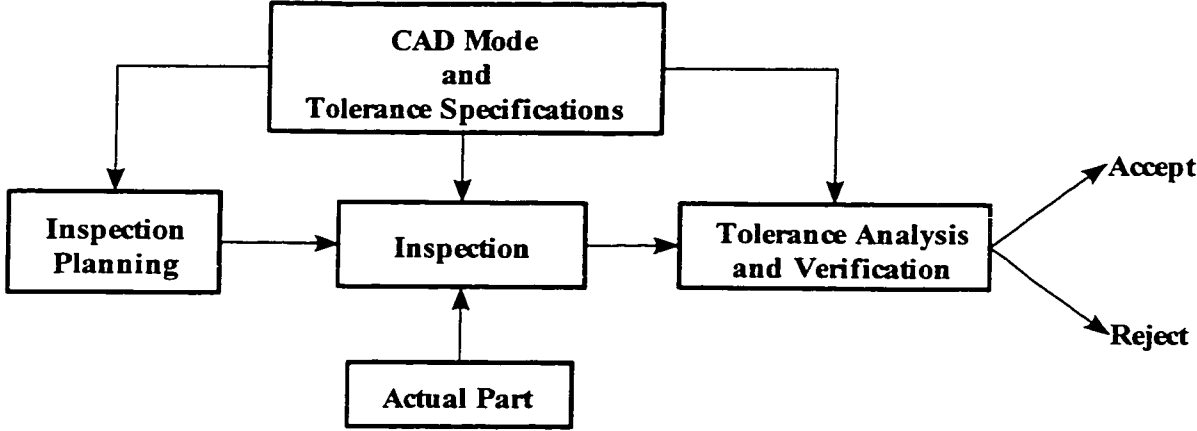 CAD Mode
and
Tolerance Specifications
Accept
Inspection
Planning
Inspection
Tolerance Analysis
and Verification
Reject
Actual Part